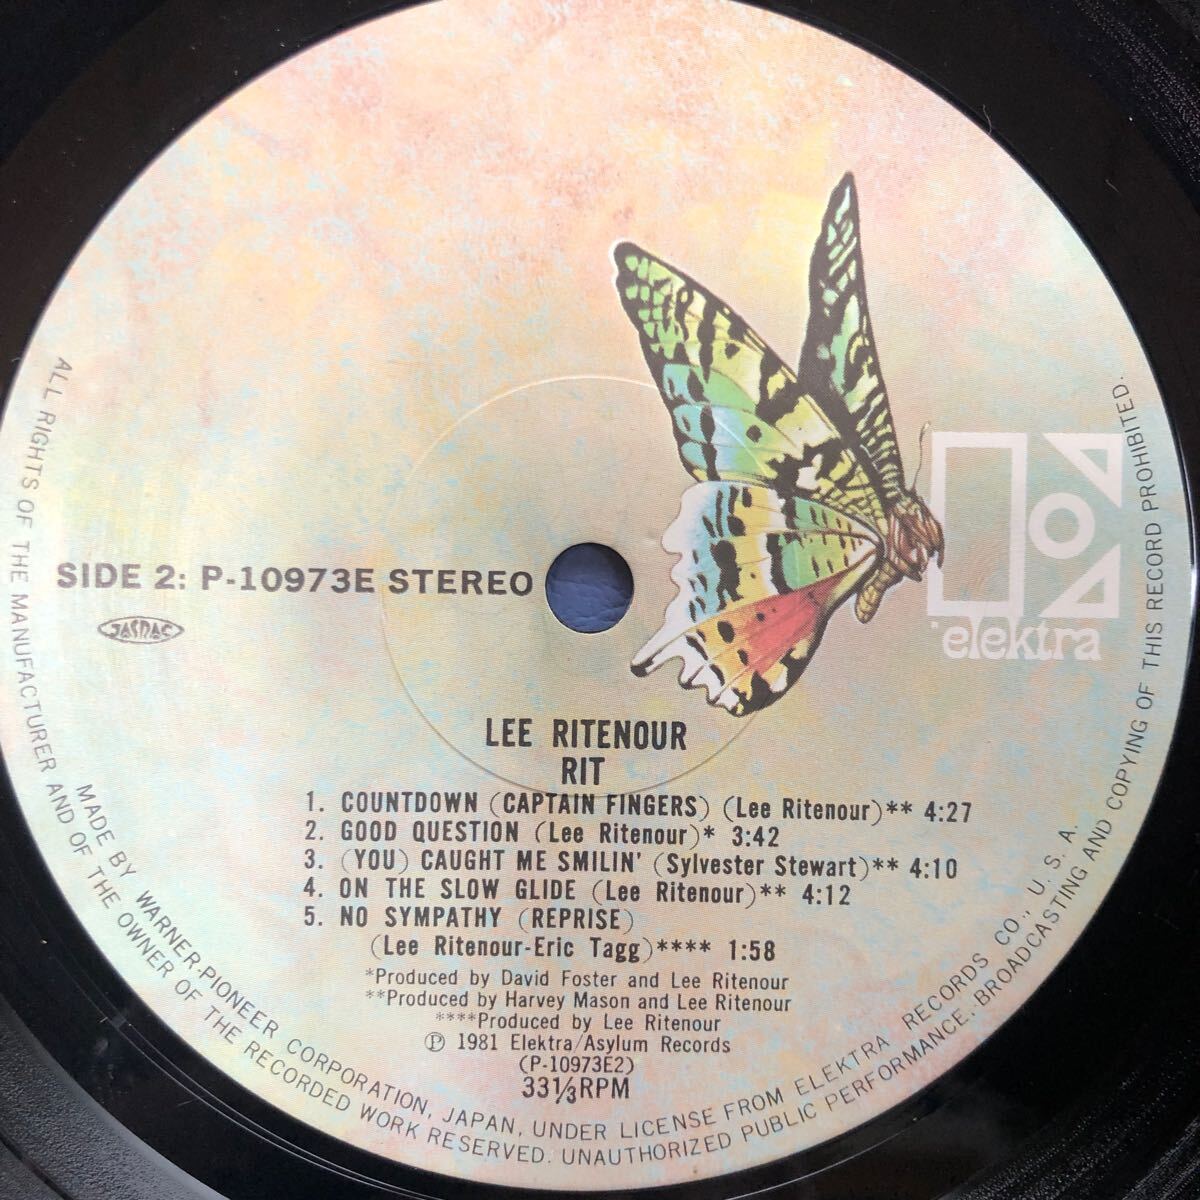 SIDE 2: P-10973E STEREO
JASRAC
elektra
LEE RITENOUR
RIT
1. COUNTDOWN (CAPTAIN FINGERS) (Lee Ritenour)** 4:27
2. GOOD QUESTION (Lee Ritenour)* 3:42
3. (YOU) CAUGHT ME SMILIN' (Sylvester Stewart)** 4:10
4. ON THE SLOW GLIDE (Lee Ritenour)** 4:12
5. NO SYMPATHY (REPRISE)
(Lee Ritenour-Eric Tagg)**** 1:58
*Produced by David Foster and Lee Ritenour
**Produced by Harvey Mason and Lee Ritenour
****Produced by Lee Ritenour
Ⓟ 1981 Elektra/Asylum Records
(P-10973E2)
33⅓RPM
MADE BY WARNER-PIONEER CORPORATION, JAPAN, UNDER LICENSE FROM ELEKTRA RECORDS CO., U. S. A.
ALL RIGHTS OF THE MANUFACTURER AND OF THE OWNER OF THE RECORDED WORK RESERVED. UNAUTHORIZED PUBLIC PERFORMANCE, BROADCASTING AND COPYING OF THIS RECORD PROHIBITED.